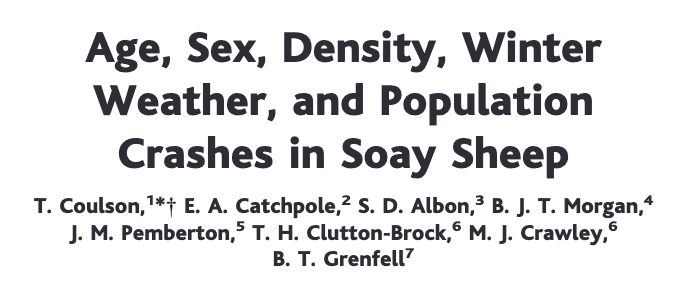 Age, Sex, Density, Winter
Weather, and Population
Crashes in Soay Sheep
T. Coulson,¹*† E. A. Catchpole,² S. D. Albon,³ B. J. T. Morgan,⁴
J. M. Pemberton,⁵ T. H. Clutton-Brock,⁶ M. J. Crawley,⁶
B. T. Grenfell⁷